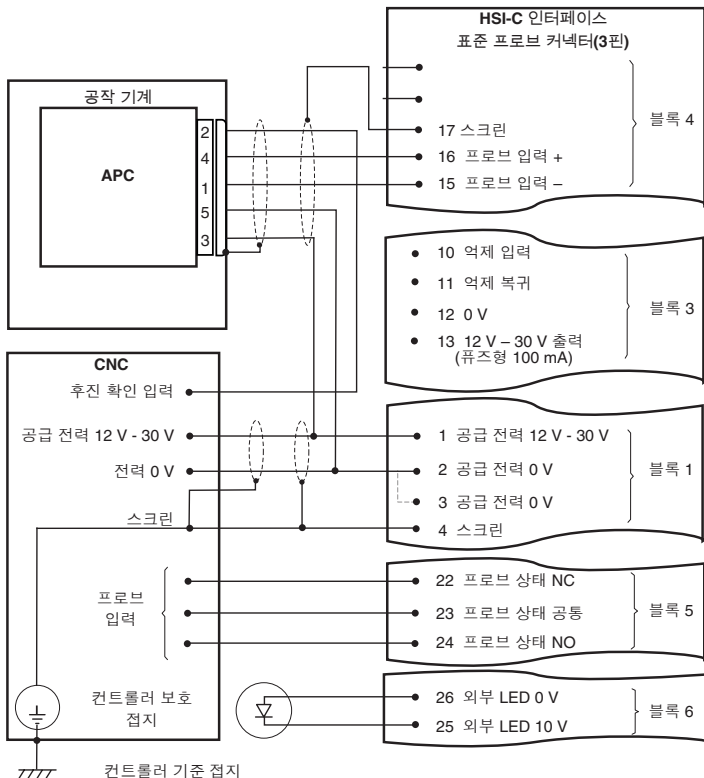 HSI-C 인터페이스
표준 프로브 커넥터(3핀)
17 스크린
16 프로브 입력 +
15 프로브 입력 –
블록 4
공작 기계
APC
2
4
1
5
3
10 억제 입력
11 억제 복귀
12 0 V
13 12 V – 30 V 출력
(퓨즈형 100 mA)
블록 3
CNC
후진 확인 입력
공급 전력 12 V - 30 V
전력 0 V
스크린
프로브
입력
컨트롤러 보호
접지
컨트롤러 기준 접지
1 공급 전력 12 V - 30 V
2 공급 전력 0 V
3 공급 전력 0 V
4 스크린
블록 1
22 프로브 상태 NC
23 프로브 상태 공통
24 프로브 상태 NO
블록 5
26 외부 LED 0 V
25 외부 LED 10 V
블록 6